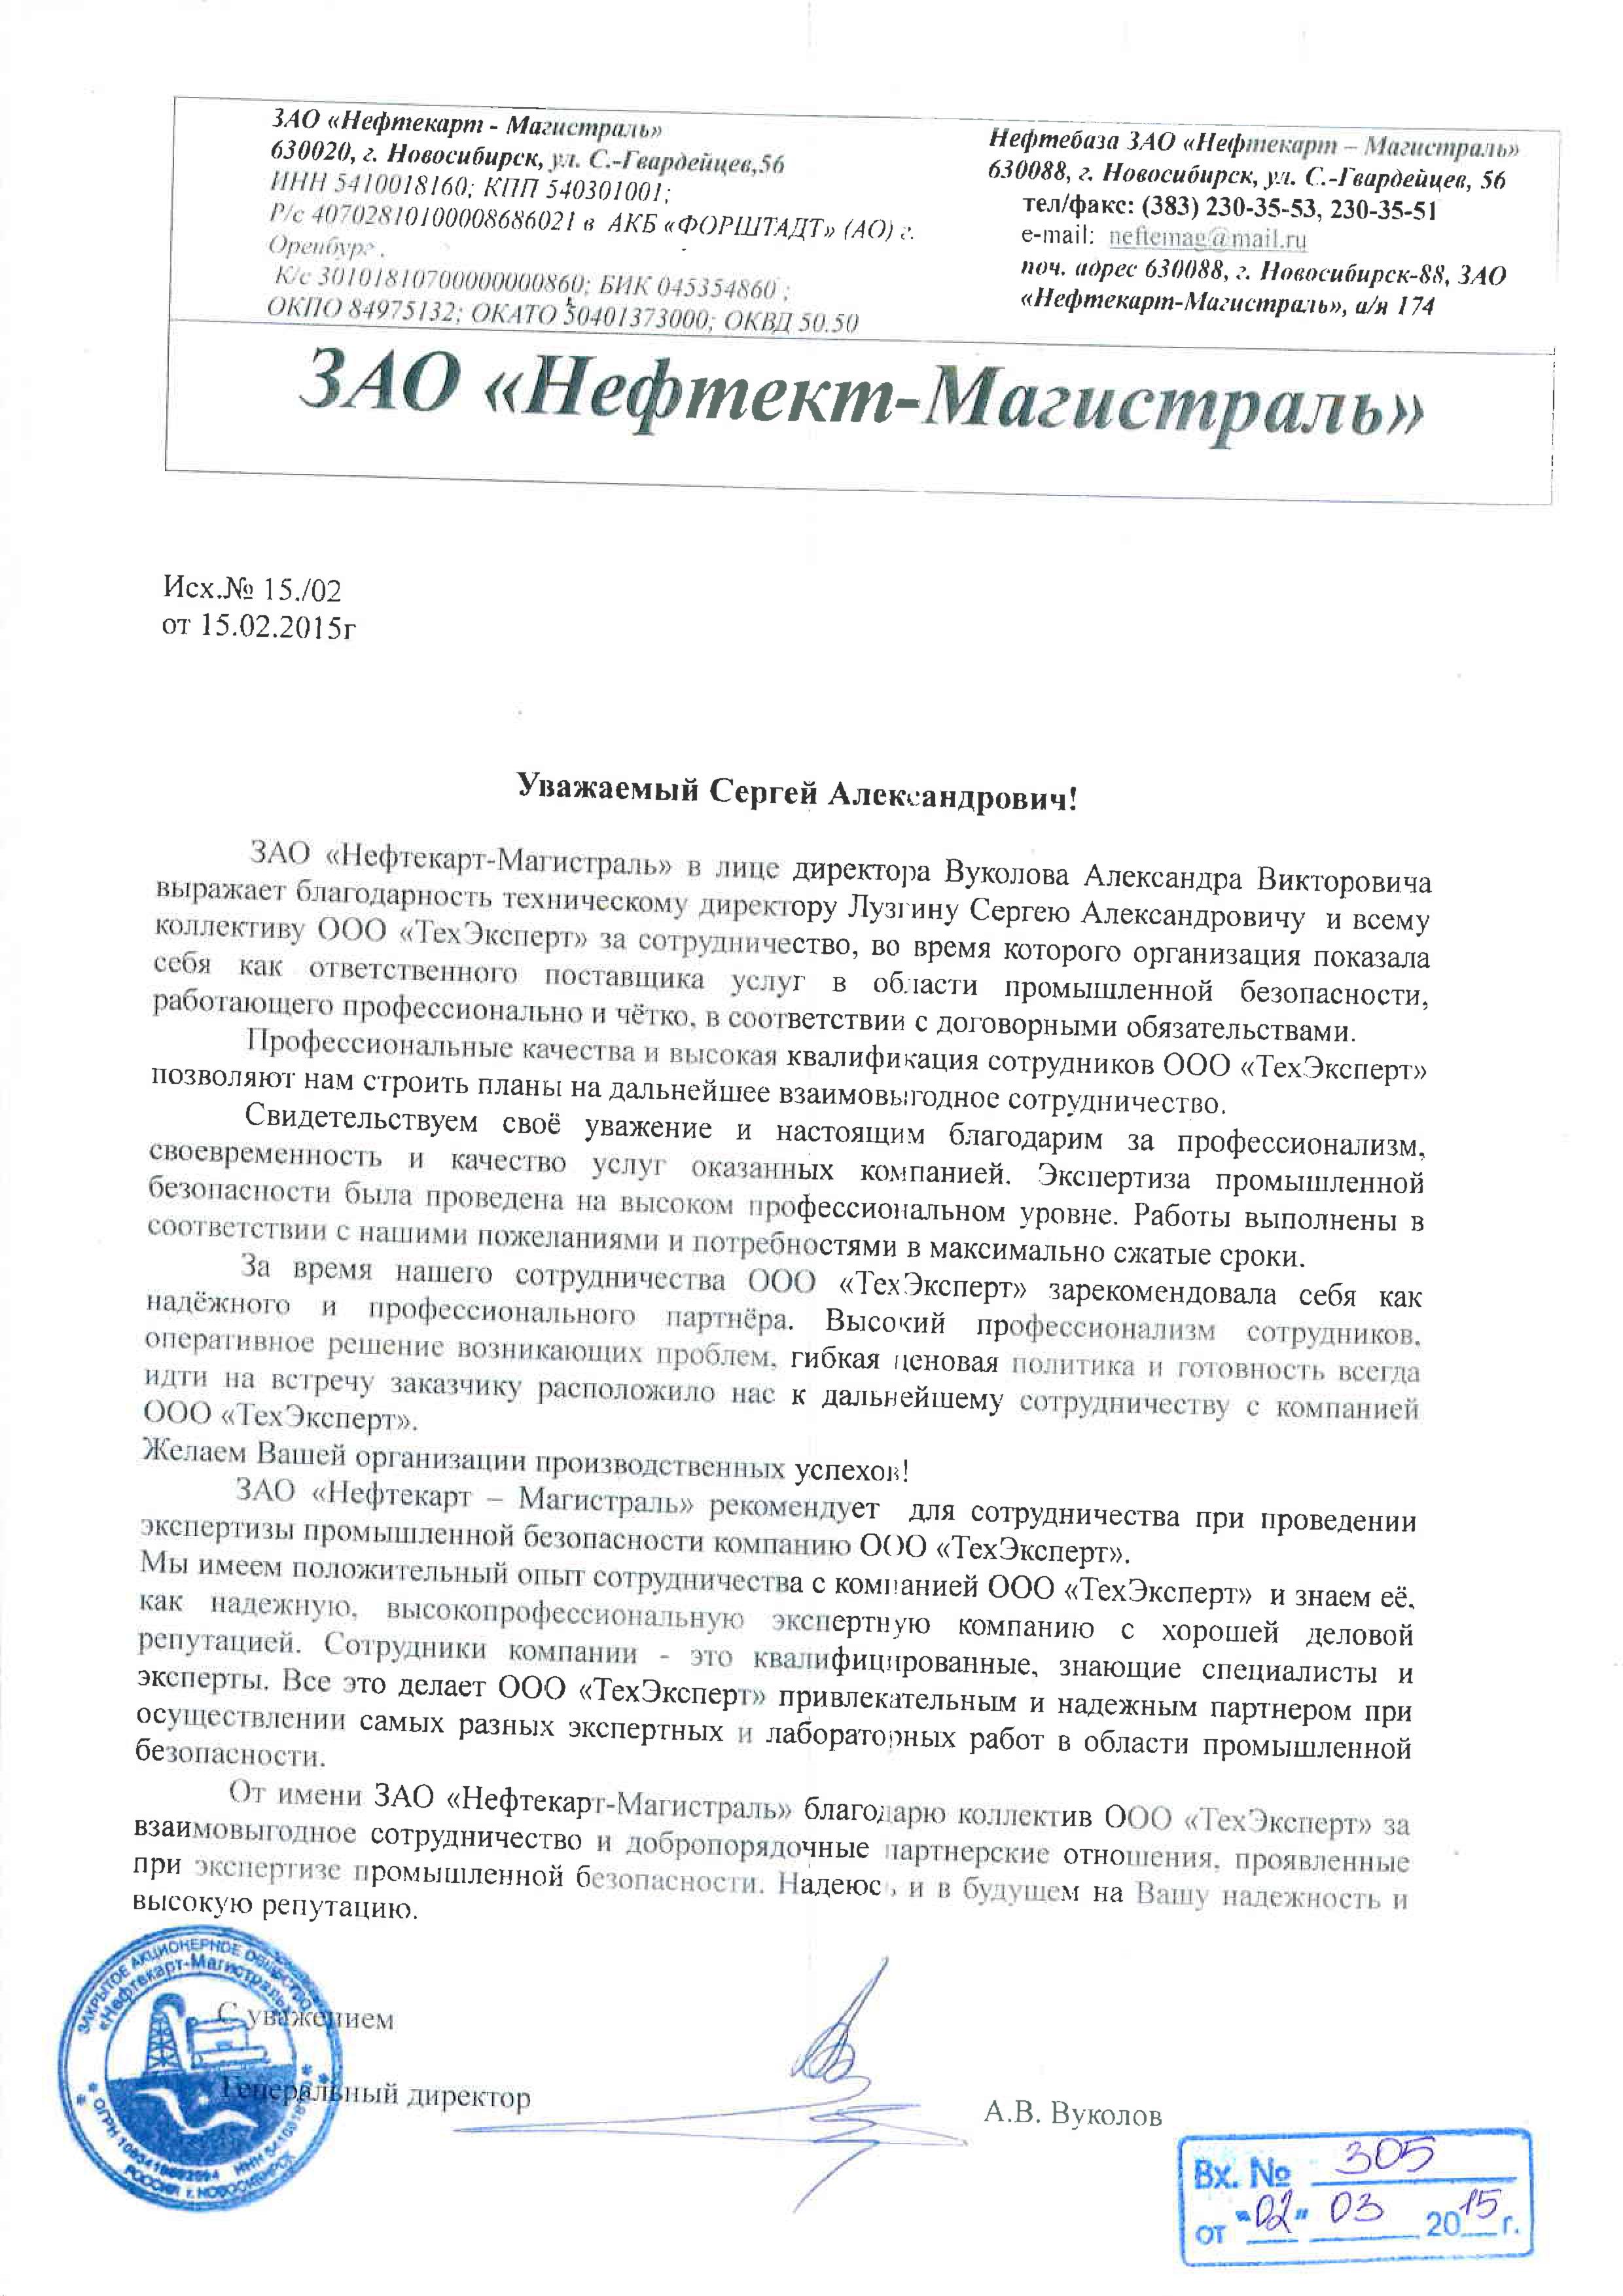 ЗАО «Нефтекарт - Магистраль»
630020, г. Новосибирск, ул. С.-Гвардейцев,56
ИНН 5410018160; КПП 540301001;
Р/с 40702810100008686021 в АКБ «ФОРШТАДТ» (АО) г.
Оренбург .
К/с 30101810700000000860; БИК 045354860 ;
ОКПО 84975132; ОКАТО 50401373000; ОКВД 50.50
Нефтебаза ЗАО «Нефтекарт – Магистраль»
630088, г. Новосибирск, ул. С.-Гвардейцев, 56
тел/факс: (383) 230-35-53, 230-35-51
e-mail: neftemag@mail.ru
поч. адрес 630088, г. Новосибирск-88, ЗАО
«Нефтекарт-Магистраль», а/я 174
ЗАО «Нефтект-Магистраль»
Исх.№ 15./02
от 15.02.2015г
Уважаемый Сергей Александрович!
ЗАО «Нефтекарт-Магистраль» в лице директора Вуколова Александра Викторовича
выражает благодарность техническому директору Лузгину Сергею Александровичу и всему
коллективу ООО «ТехЭксперт» за сотрудничество, во время которого организация показала
себя как ответственного поставщика услуг в области промышленной безопасности,
работающего профессионально и чётко, в соответствии с договорными обязательствами.
Профессиональные качества и высокая квалификация сотрудников ООО «ТехЭксперт»
позволяют нам строить планы на дальнейшее взаимовыгодное сотрудничество.
Свидетельствуем своё уважение и настоящим благодарим за профессионализм,
своевременность и качество услуг оказанных компанией. Экспертиза промышленной
безопасности была проведена на высоком профессиональном уровне. Работы выполнены в
соответствии с нашими пожеланиями и потребностями в максимально сжатые сроки.
За время нашего сотрудничества ООО «ТехЭксперт» зарекомендовала себя как
надёжного и профессионального партнёра. Высокий профессионализм сотрудников,
оперативное решение возникающих проблем, гибкая ценовая политика и готовность всегда
идти на встречу заказчику расположило нас к дальнейшему сотрудничеству с компанией
ООО «ТехЭксперт».
Желаем Вашей организации производственных успехов!
ЗАО «Нефтекарт – Магистраль» рекомендует для сотрудничества при проведении
экспертизы промышленной безопасности компанию ООО «ТехЭксперт».
Мы имеем положительный опыт сотрудничества с компанией ООО «ТехЭксперт» и знаем её,
как надежную, высокопрофессиональную экспертную компанию с хорошей деловой
репутацией. Сотрудники компании - это квалифицированные, знающие специалисты и
эксперты. Все это делает ООО «ТехЭксперт» привлекательным и надежным партнером при
осуществлении самых разных экспертных и лабораторных работ в области промышленной
безопасности.
От имени ЗАО «Нефтекарт-Магистраль» благодарю коллектив ООО «ТехЭксперт» за
взаимовыгодное сотрудничество и добропорядочные партнерские отношения, проявленные
при экспертизе промышленной безопасности. Надеюсь, и в будущем на Вашу надежность и
высокую репутацию.
ЗАКРЫТОЕ АКЦИОНЕРНОЕ ОБЩЕСТВО
«Нефтекарт-Магистраль»
ОГРН
ИНН
РОССИЯ г. НОВОСИБИРСК
С уважением
Генеральный директор
А.В. Вуколов
Вх. № 305
от "02" 03 2015 г.